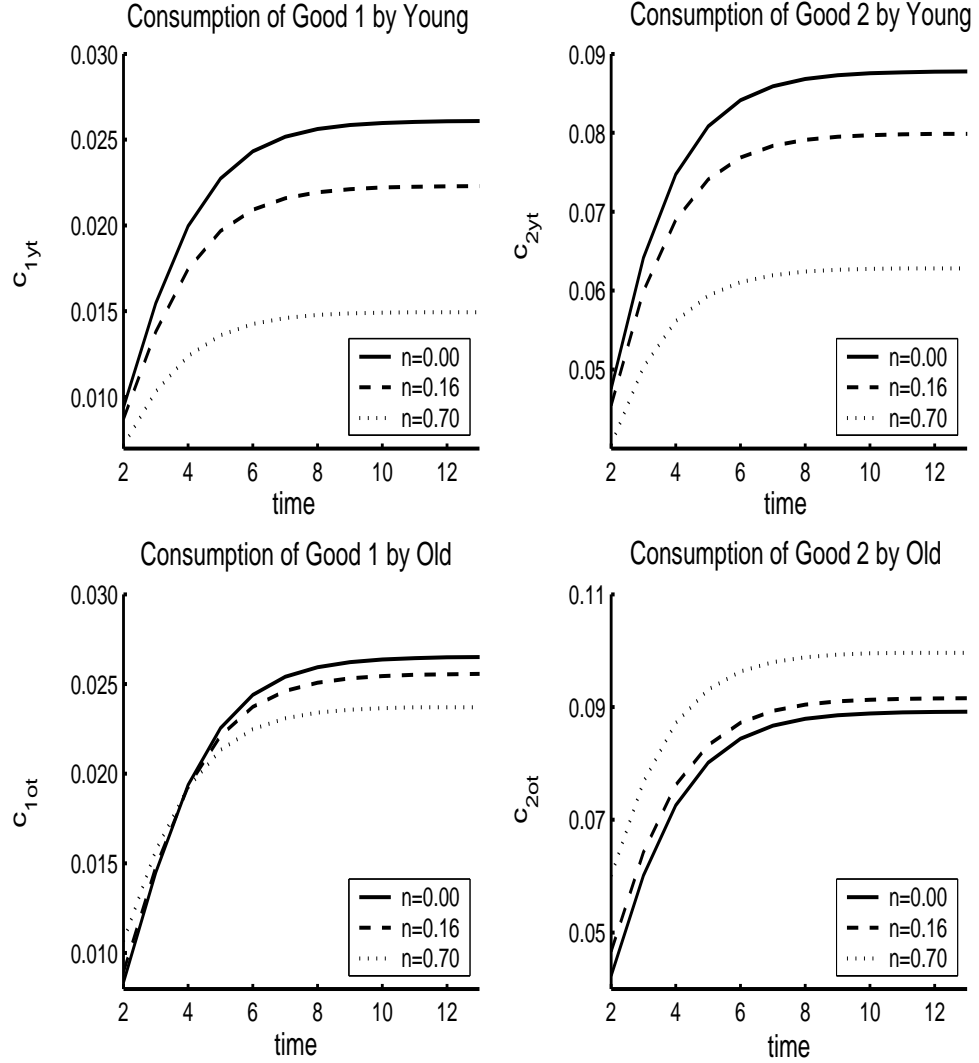 Consumption of Good 1 by Young
0.030
0.025
0.020
0.015
0.010
c1yt
n=0.00
n=0.16
n=0.70
2 4 6 8 10 12
time
Consumption of Good 2 by Young
0.09
0.08
0.07
0.06
0.05
c2yt
n=0.00
n=0.16
n=0.70
2 4 6 8 10 12
time
Consumption of Good 1 by Old
0.030
0.025
0.020
0.015
0.010
c1ot
n=0.00
n=0.16
n=0.70
2 4 6 8 10 12
time
Consumption of Good 2 by Old
0.11
0.09
0.07
0.05
c2ot
n=0.00
n=0.16
n=0.70
2 4 6 8 10 12
time